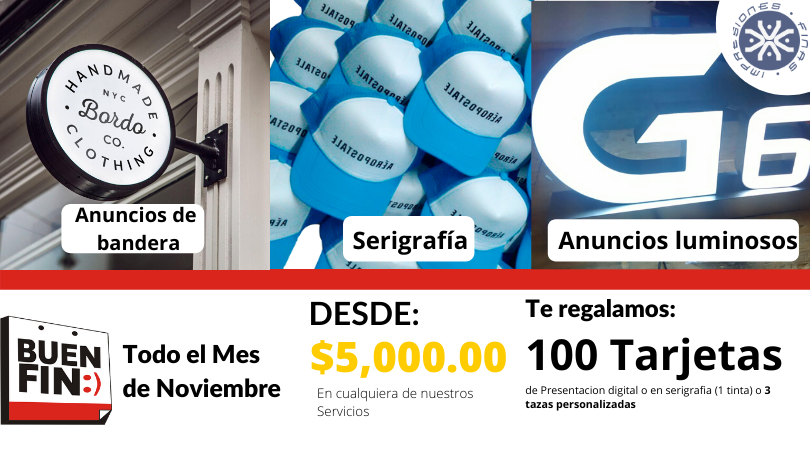 HANDMADE
NYC
Bordo
CO.
CLOTHING
AÉROPOSTALE
AÉROPOSTALE
AÉROPOSTALE
G6
IMPRESIONES FINAS
Anuncios de
bandera
Serigrafía
Anuncios luminosos
BUEN
FIN:)
Todo el Mes
de Noviembre
DESDE:
$5,000.00
En cualquiera de nuestros
Servicios
Te regalamos:
100 Tarjetas
de Presentacion digital o en serigrafia (1 tinta) o 3
tazas personalizadas